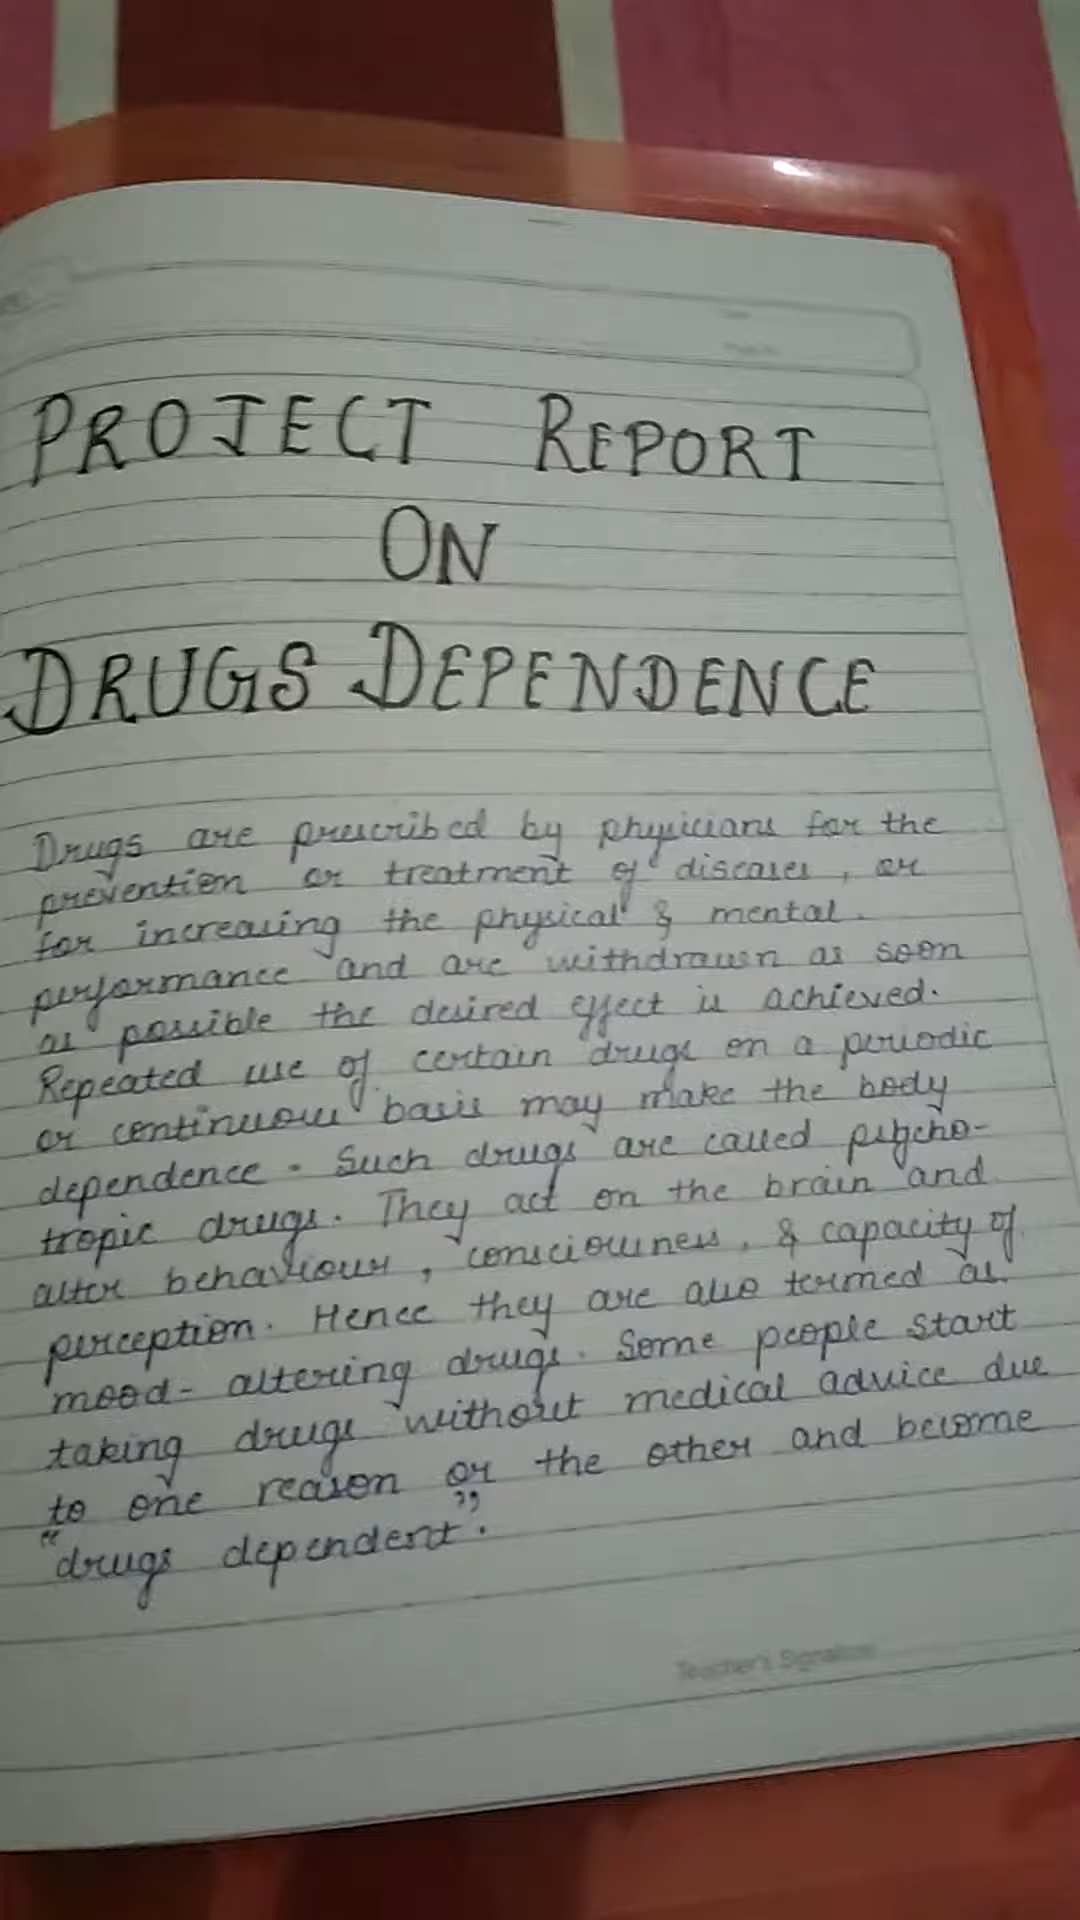 PROJECT REPORT
ON
DRUGS DEPENDENCE
Drugs are prescribed by physicians for the
prevention or treatment of diseases, or
for increasing the physical & mental
performance and are withdrawn as soon
as possible the desired effect is achieved.
Repeated use of certain drugs on a periodic
or continuous basis may make the body
dependence. Such drugs are called psycho-
tropic drugs. They act on the brain and
alter behaviour, consciousness, & capacity of
perception. Hence they are also termed as
mood-altering drugs. Some people start
taking drugs without medical advice due
to one reason or the other and become
"drugs dependent".
Teacher's Signature